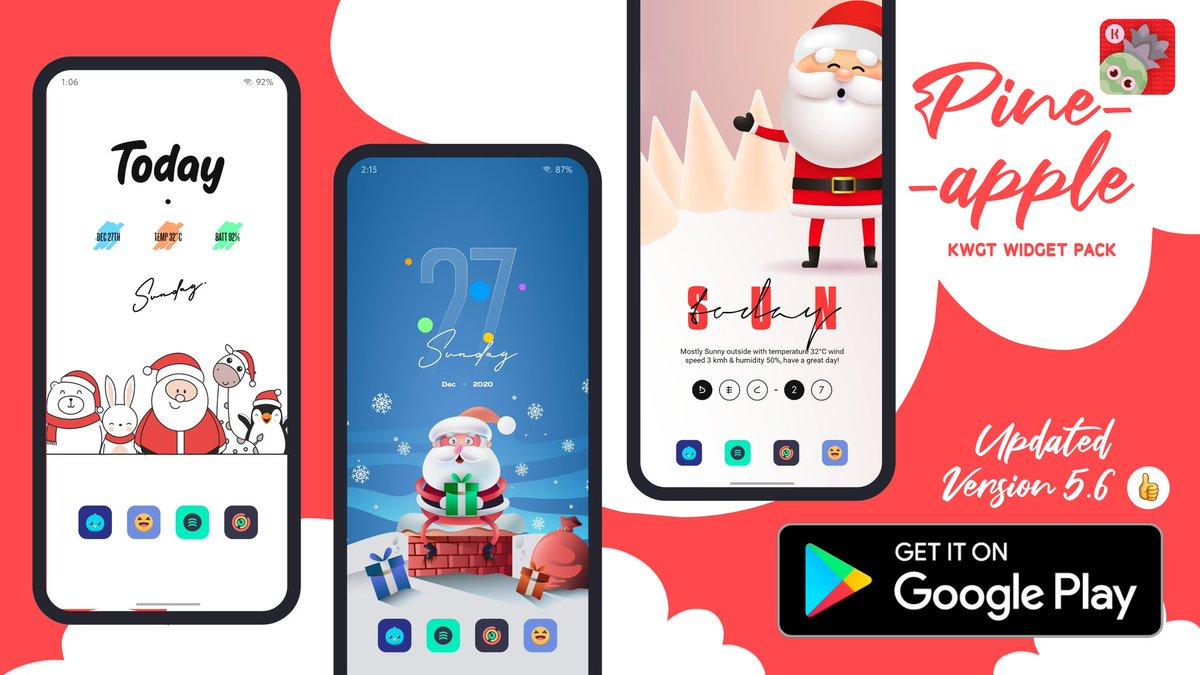 1:06
92%
Today
DEC 27TH
TEMP 32°C
BATT 92%
Sunday.
2:15
87%
27
Sunday
Dec
2020
SUN
today
Mostly Sunny outside with temperature 32°C wind
speed 3 kmh & humidity 50%, have a great day!
D E C - 2 7
K
Pine-
-apple
KWGT WIDGET PACK
Updated
Version 5.6
GET IT ON
Google Play